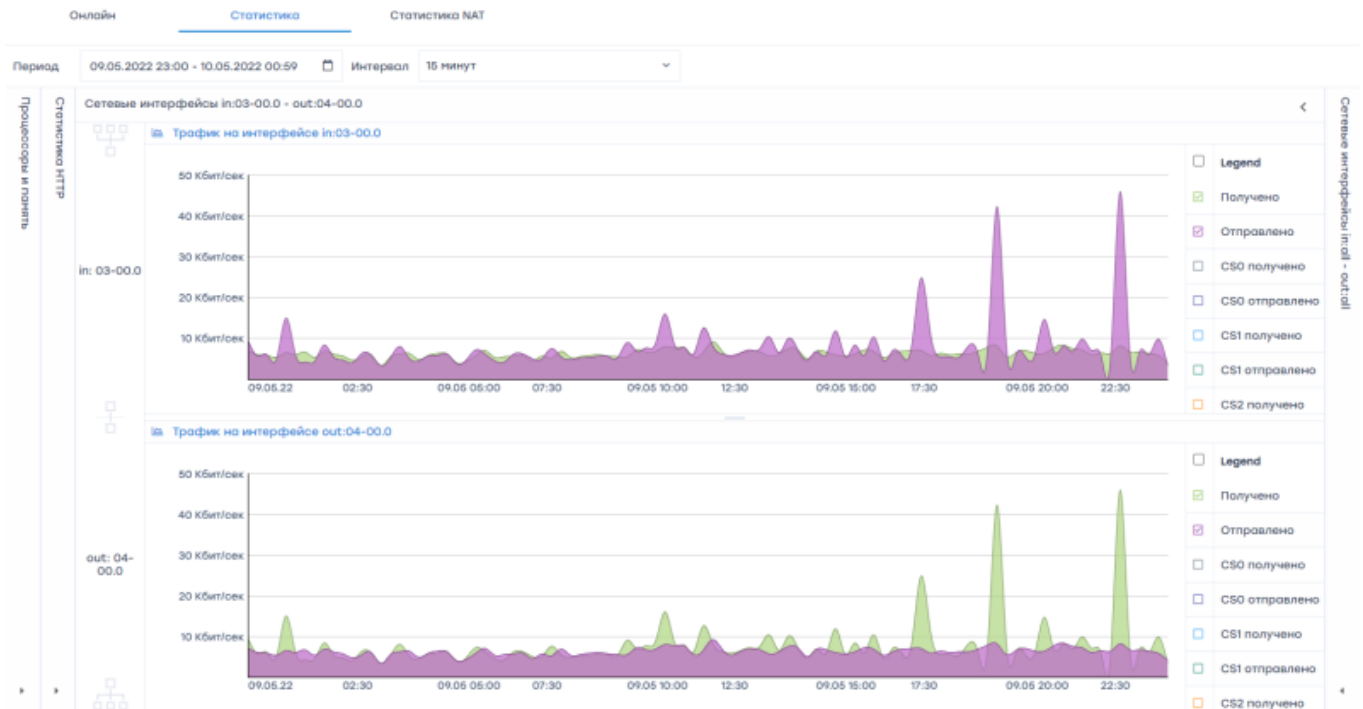 Онлайн
Статистика
Статистика NAT
Период
09.05.2022 23:00 - 10.05.2022 00:59
Интервал
15 минут
Процессоры и память
Статистика HTTP
Сетевые интерфейсы in:03-00.0 - out:04-00.0
Трафик на интерфейсе in:03-00.0
in: 03-00.0
50 Кбит/сек
40 Кбит/сек
30 Кбит/сек
20 Кбит/сек
10 Кбит/сек
09.05.22 02:30 09.05 05:00 07:30 09.05 10:00 12:30 09.05 15:00 17:30 09.05 20:00 22:30
Legend
Получено
Отправлено
CS0 получено
CS0 отправлено
CS1 получено
CS1 отправлено
CS2 получено
Трафик на интерфейсе out:04-00.0
out: 04-
00.0
50 Кбит/сек
40 Кбит/сек
30 Кбит/сек
20 Кбит/сек
10 Кбит/сек
09.05.22 02:30 09.05 05:00 07:30 09.05 10:00 12:30 09.05 15:00 17:30 09.05 20:00 22:30
Legend
Получено
Отправлено
CS0 получено
CS0 отправлено
CS1 получено
CS1 отправлено
CS2 получено
Сетевые интерфейсы in:all - out:all